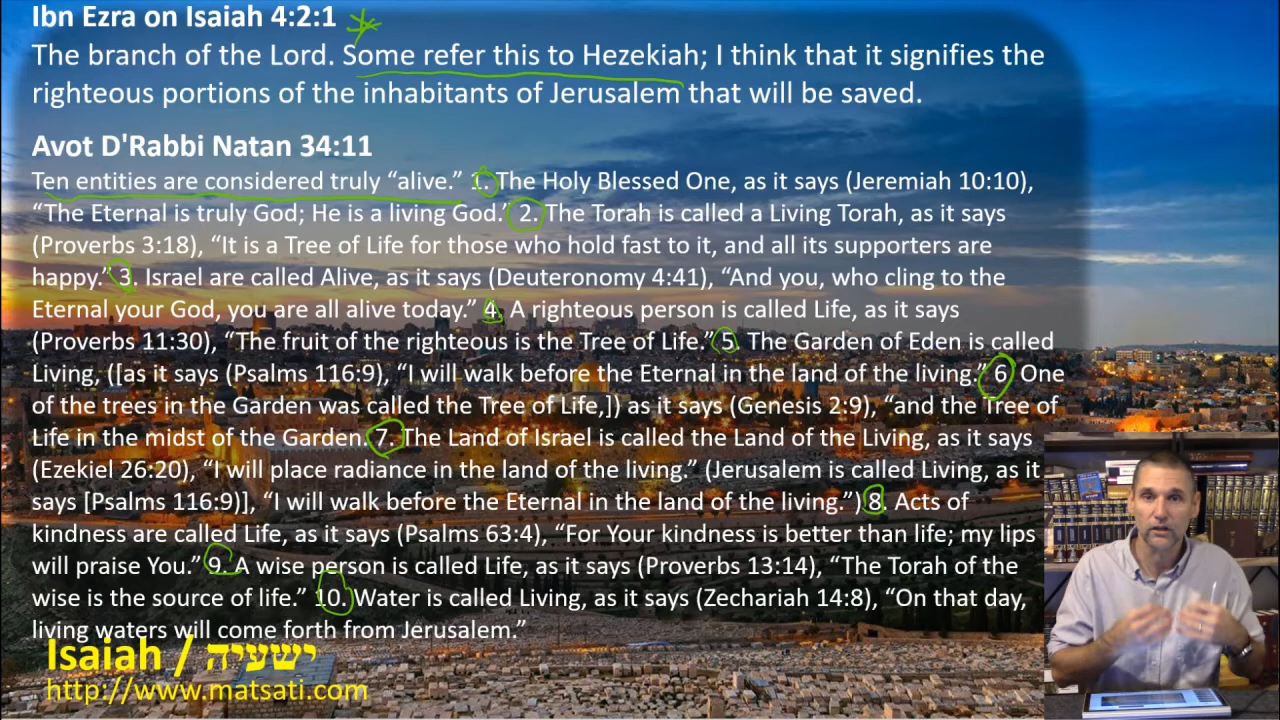 Ibn Ezra on Isaiah 4:2:1
The branch of the Lord. Some refer this to Hezekiah; I think that it signifies the
righteous portions of the inhabitants of Jerusalem that will be saved.
Avot D'Rabbi Natan 34:11
Ten entities are considered truly “alive.” 1. The Holy Blessed One, as it says (Jeremiah 10:10),
“The Eternal is truly God; He is a living God.” 2. The Torah is called a Living Torah, as it says
(Proverbs 3:18), “It is a Tree of Life for those who hold fast to it, and all its supporters are
happy.” 3. Israel are called Alive, as it says (Deuteronomy 4:41), “And you, who cling to the
Eternal your God, you are all alive today.” 4. A righteous person is called Life, as it says
(Proverbs 11:30), “The fruit of the righteous is the Tree of Life.” 5. The Garden of Eden is called
Living, ([as it says (Psalms 116:9), “I will walk before the Eternal in the land of the living.” 6 One
of the trees in the Garden was called the Tree of Life,]) as it says (Genesis 2:9), “and the Tree of
Life in the midst of the Garden. 7. The Land of Israel is called the Land of the Living, as it says
(Ezekiel 26:20), “I will place radiance in the land of the living.” (Jerusalem is called Living, as it
says [Psalms 116:9)], “I will walk before the Eternal in the land of the living.”) 8. Acts of
kindness are called Life, as it says (Psalms 63:4), “For Your kindness is better than life; my lips
will praise You.” 9. A wise person is called Life, as it says (Proverbs 13:14), “The Torah of the
wise is the source of life.” 10. Water is called Living, as it says (Zechariah 14:8), “On that day,
living waters will come forth from Jerusalem.”
Isaiah / ישעיה
http://www.matsati.com